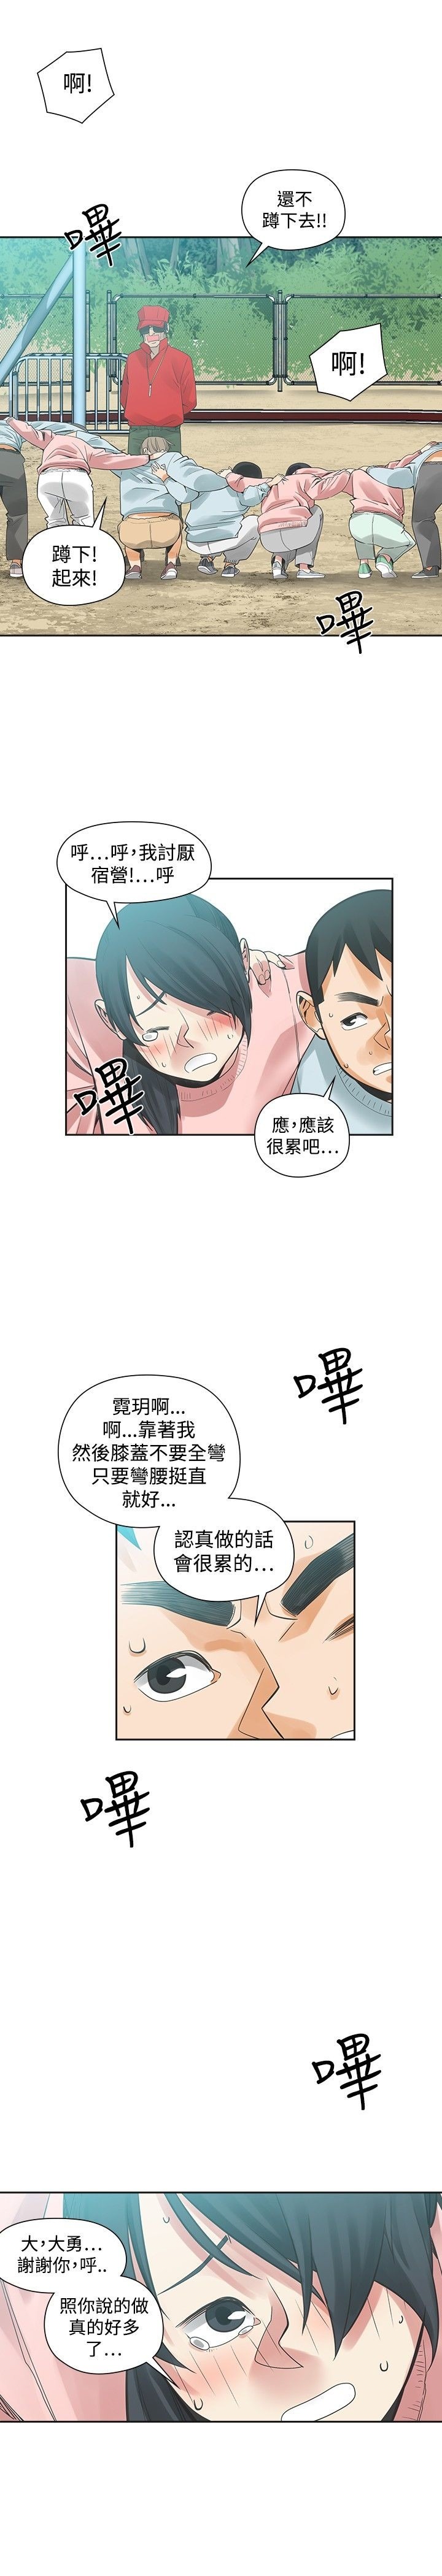 啊!
還不
蹲下去!!
嗶
啊!
蹲下!
起來!
嗶
呼...呼,我討厭
宿營!...呼
嗶
應,應該
很累吧...
嗶
霓玥啊...
啊...靠著我
然後膝蓋不要全彎
只要彎腰挺直
就好...
認真做的話
會很累的...
嗶
嗶
大,大勇...
謝謝你,呼..
照你說的做
真的好多
了...